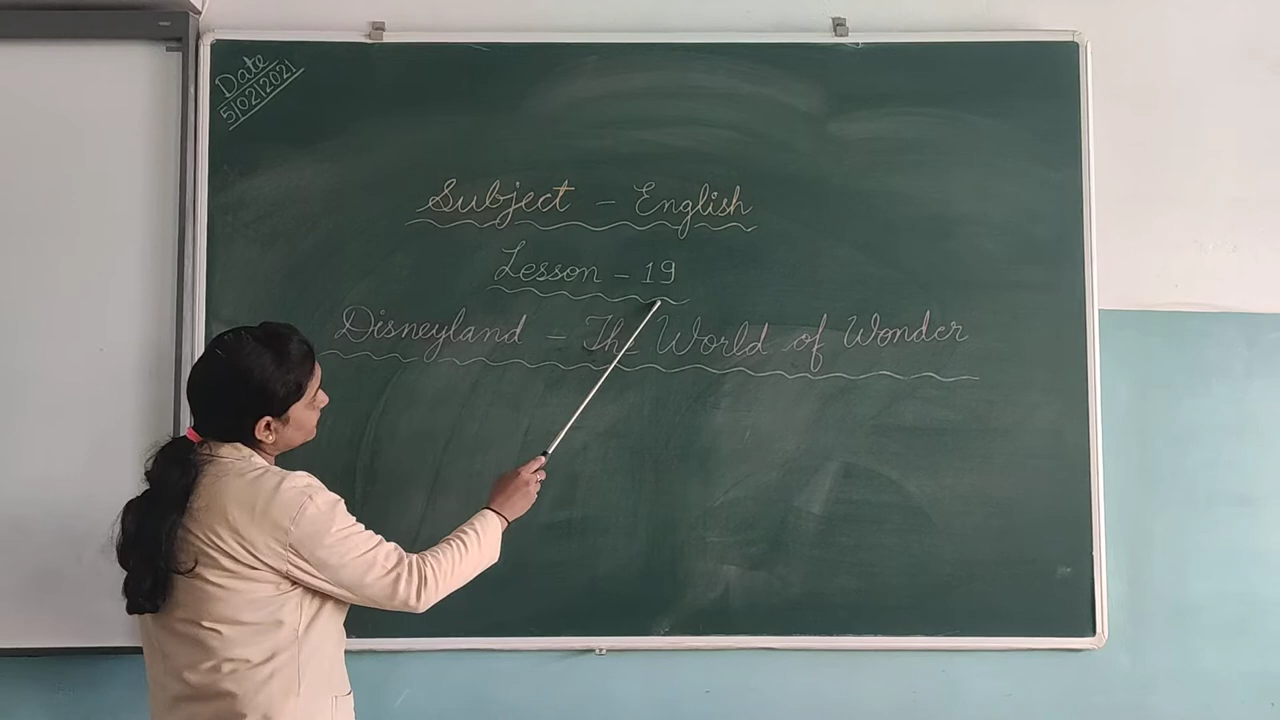 Date
5/02/2021
Subject - English
Lesson - 19
Disneyland - The World of Wonder